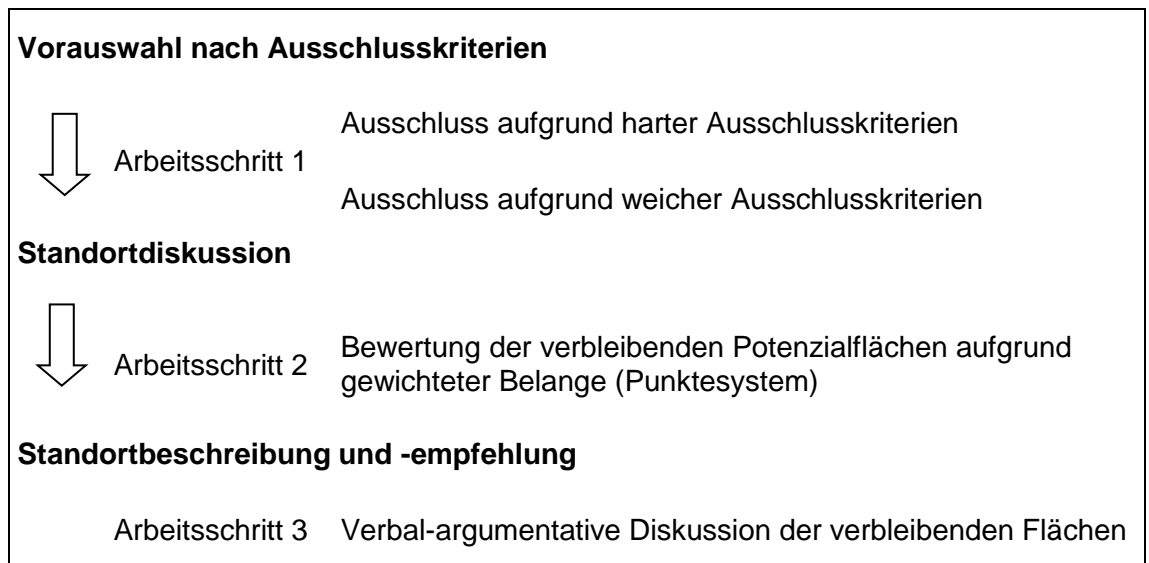 Vorauswahl nach Ausschlusskriterien
Ausschluss aufgrund harter Ausschlusskriterien
Arbeitsschritt 1
Ausschluss aufgrund weicher Ausschlusskriterien
Standortdiskussion
Arbeitsschritt 2
Bewertung der verbleibenden Potenzialflächen aufgrund
gewichteter Belange (Punktesystem)
Standortbeschreibung und -empfehlung
Arbeitsschritt 3 Verbal-argumentative Diskussion der verbleibenden Flächen